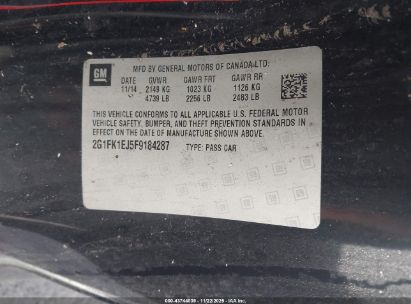 MFD BY GENERAL MOTORS OF CANADA LTD.
GM
DATE GVWR GAWR FRT GAWR RR
11/14 2149 KG 1023 KG 1126 KG
4739 LB 2256 LB 2483 LB
THIS VEHICLE CONFORMS TO ALL APPLICABLE U.S. FEDERAL MOTOR
VEHICLE SAFETY, BUMPER, AND THEFT PREVENTION STANDARDS IN
EFFECT ON THE DATE OF MANUFACTURE SHOWN ABOVE.
2G1FK1EJ5F9184287 TYPE: PASS CAR